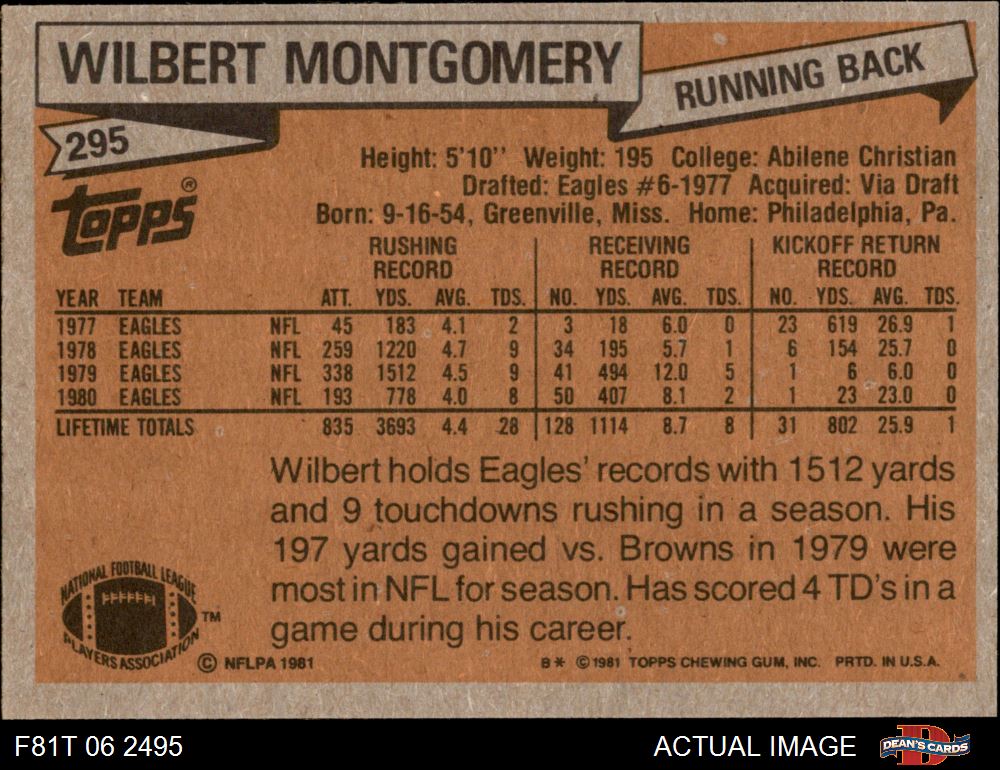 WILBERT MONTGOMERY
RUNNING BACK
295
TOPPS®
Height: 5'10'' Weight: 195 College: Abilene Christian
Drafted: Eagles #6-1977 Acquired: Via Draft
Born: 9-16-54, Greenville, Miss. Home: Philadelphia, Pa.
RUSHING RECORD RECEIVING RECORD KICKOFF RETURN RECORD
YEAR TEAM ATT. YDS. AVG. TDS. NO. YDS. AVG. TDS. NO. YDS. AVG. TDS.
1977 EAGLES NFL 45 183 4.1 2 3 18 6.0 0 23 619 26.9 1
1978 EAGLES NFL 259 1220 4.7 9 34 195 5.7 1 6 154 25.7 0
1979 EAGLES NFL 338 1512 4.5 9 41 494 12.0 5 1 6 6.0 0
1980 EAGLES NFL 193 778 4.0 8 50 407 8.1 2 1 23 23.0 0
LIFETIME TOTALS 835 3693 4.4 28 128 1114 8.7 8 31 802 25.9 1
Wilbert holds Eagles' records with 1512 yards
and 9 touchdowns rushing in a season. His
197 yards gained vs. Browns in 1979 were
most in NFL for season. Has scored 4 TD's in a
game during his career.
NATIONAL FOOTBALL LEAGUE
PLAYERS ASSOCIATION
TM
© NFLPA 1981
B* © 1981 TOPPS CHEWING GUM, INC. PRTD. IN U.S.A.
F81T 06 2495
ACTUAL IMAGE
DEAN'S CARDS